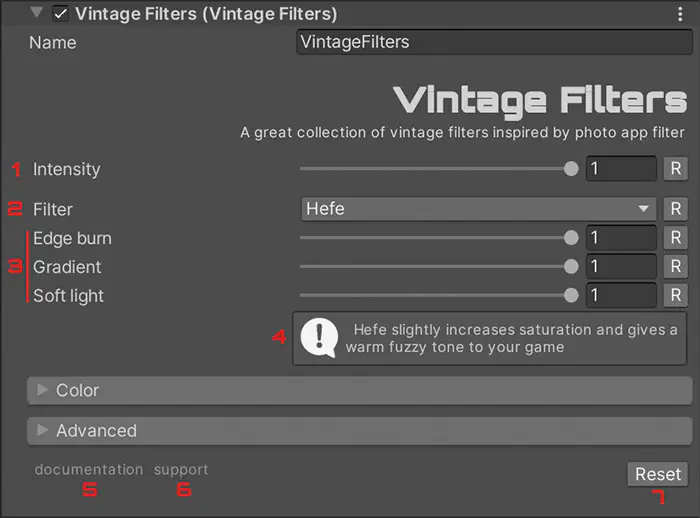 Vintage Filters (Vintage Filters)
Name VintageFilters
Vintage Filters
A great collection of vintage filters inspired by photo app filter
1 Intensity 1 R
2 Filter Hefe R
Edge burn 1 R
3 Gradient 1 R
Soft light 1 R
4 Hefe slightly increases saturation and gives a
warm fuzzy tone to your game
Color
Advanced
documentation support Reset
5 6 7